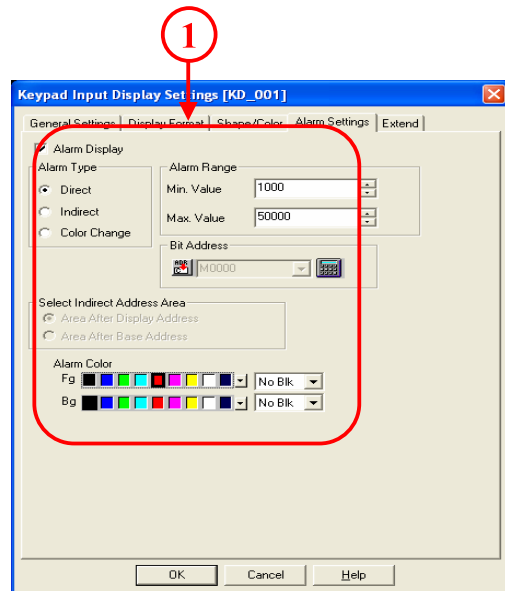 1
Keypad Input Display Settings [KD_001]
General Settings Display Format Shape/Color Alarm Settings Extend
Alarm Display
Alarm Type Alarm Range
Direct Min. Value 1000
Indirect Max. Value 50000
Color Change
Bit Address
ADR M0000
Select Indirect Address Area
Area After Display Address
Area After Base Address
Alarm Color
Fg No Blk
Bg No Blk
OK Cancel Help